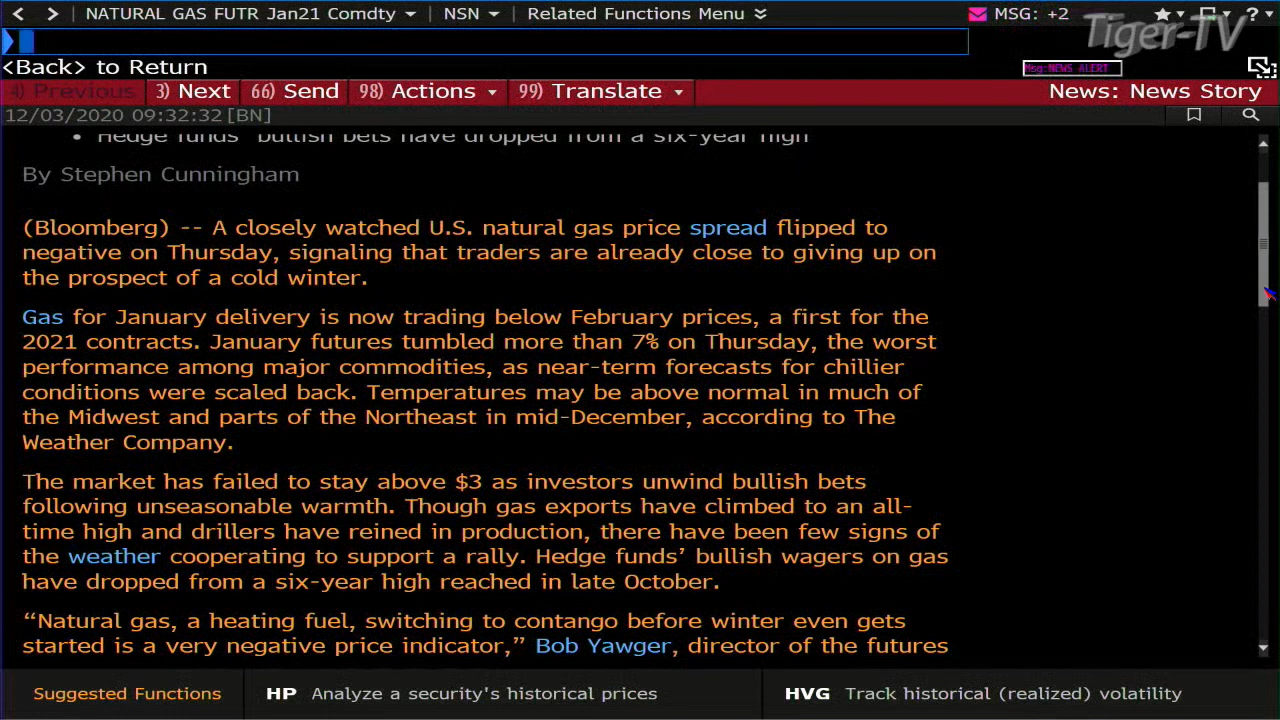 NATURAL GAS FUTR Jan21 Comdty NSN Related Functions Menu MSG: +2 ?
Tiger-TV
<Back> to Return
Msg:NEWS ALERT
4) Previous 3) Next 66) Send 98) Actions 99) Translate News: News Story
12/03/2020 09:32:32 [BN]
• Hedge funds' bullish bets have dropped from a six-year high
By Stephen Cunningham
(Bloomberg) -- A closely watched U.S. natural gas price spread flipped to
negative on Thursday, signaling that traders are already close to giving up on
the prospect of a cold winter.
Gas for January delivery is now trading below February prices, a first for the
2021 contracts. January futures tumbled more than 7% on Thursday, the worst
performance among major commodities, as near-term forecasts for chillier
conditions were scaled back. Temperatures may be above normal in much of
the Midwest and parts of the Northeast in mid-December, according to The
Weather Company.
The market has failed to stay above $3 as investors unwind bullish bets
following unseasonable warmth. Though gas exports have climbed to an all-
time high and drillers have reined in production, there have been few signs of
the weather cooperating to support a rally. Hedge funds’ bullish wagers on gas
have dropped from a six-year high reached in late October.
“Natural gas, a heating fuel, switching to contango before winter even gets
started is a very negative price indicator,” Bob Yawger, director of the futures
Suggested Functions HP Analyze a security's historical prices HVG Track historical (realized) volatility